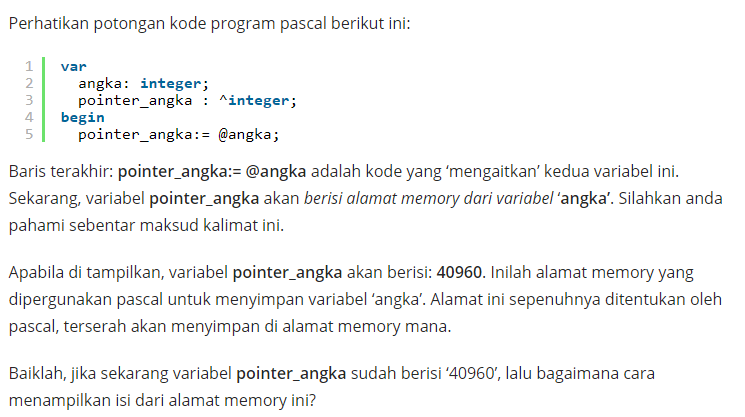 Perhatikan potongan kode program pascal berikut ini:
1 var
2 angka: integer;
3 pointer_angka : ^integer;
4 begin
5 pointer_angka:= @angka;
Baris terakhir: pointer_angka:= @angka adalah kode yang ‘mengaitkan’ kedua variabel ini.
Sekarang, variabel pointer_angka akan berisi alamat memory dari variabel ‘angka’. Silahkan anda
pahami sebentar maksud kalimat ini.
Apabila di tampilkan, variabel pointer_angka akan berisi: 40960. Inilah alamat memory yang
dipergunakan pascal untuk menyimpan variabel ‘angka’. Alamat ini sepenuhnya ditentukan oleh
pascal, terserah akan menyimpan di alamat memory mana.
Baiklah, jika sekarang variabel pointer_angka sudah berisi ‘40960’, lalu bagaimana cara
menampilkan isi dari alamat memory ini?